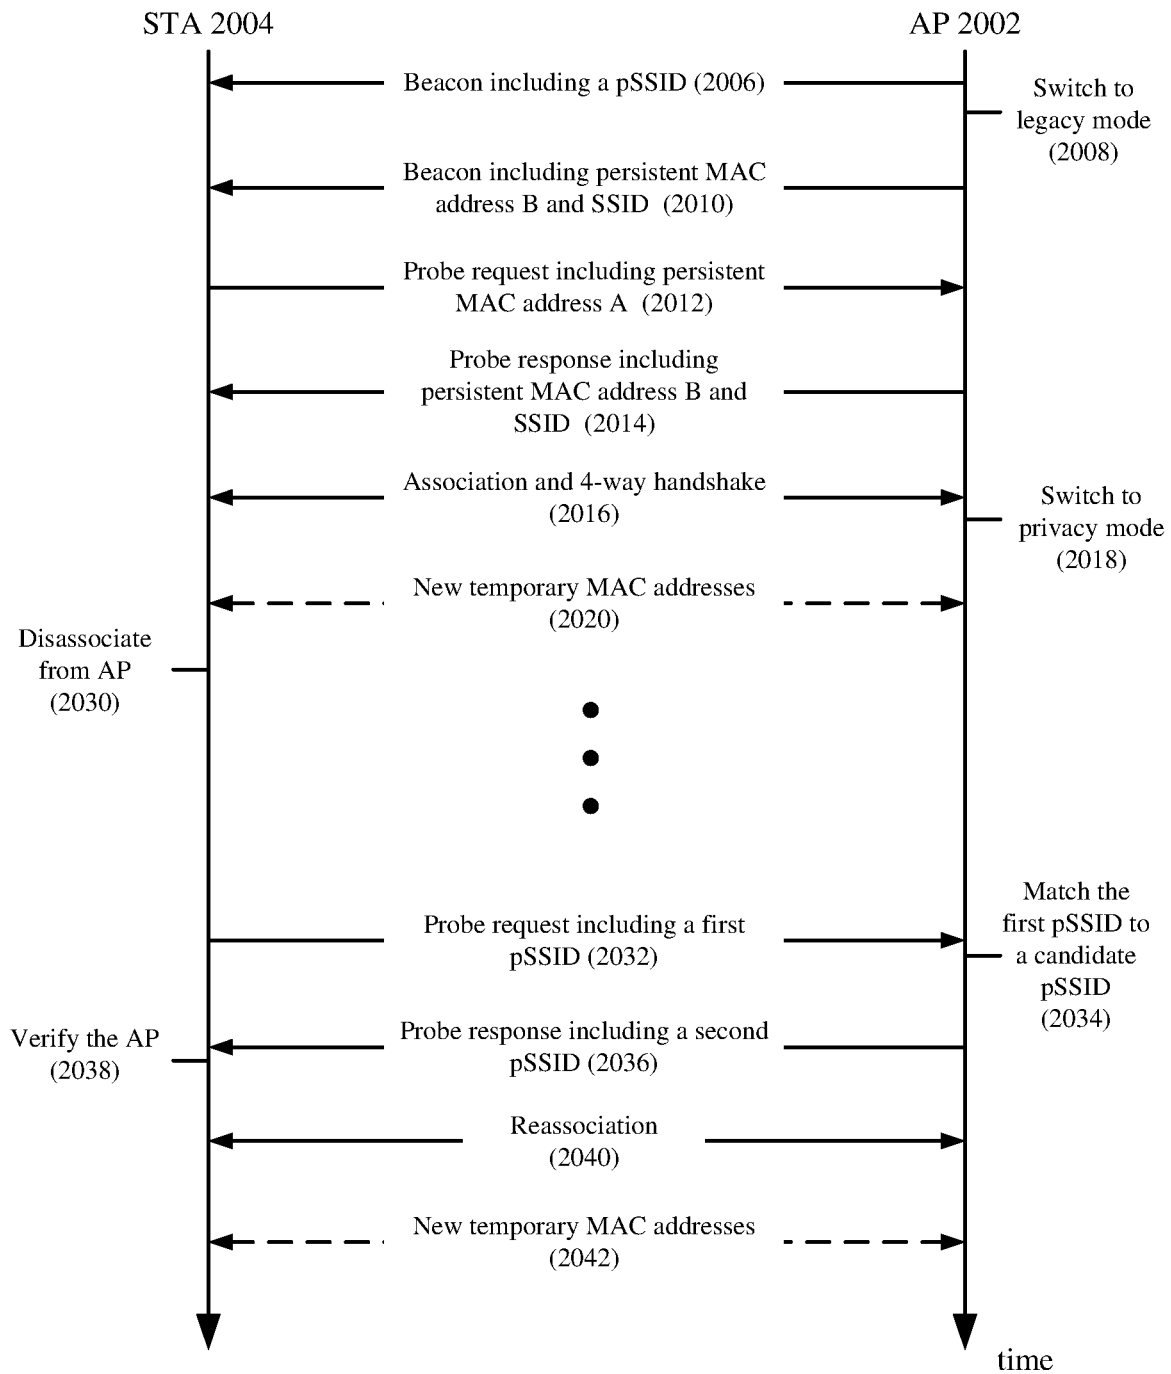 STA 2004
AP 2002
Beacon including a pSSID (2006)
Switch to
legacy mode
(2008)
Beacon including persistent MAC
address B and SSID (2010)
Probe request including persistent
MAC address A (2012)
Probe response including
persistent MAC address B and
SSID (2014)
Association and 4-way handshake
(2016)
Switch to
privacy mode
(2018)
New temporary MAC addresses
(2020)
Disassociate
from AP
(2030)
Probe request including a first
pSSID (2032)
Match the
first pSSID to
a candidate
pSSID
(2034)
Probe response including a second
pSSID (2036)
Verify the AP
(2038)
Reassociation
(2040)
New temporary MAC addresses
(2042)
time